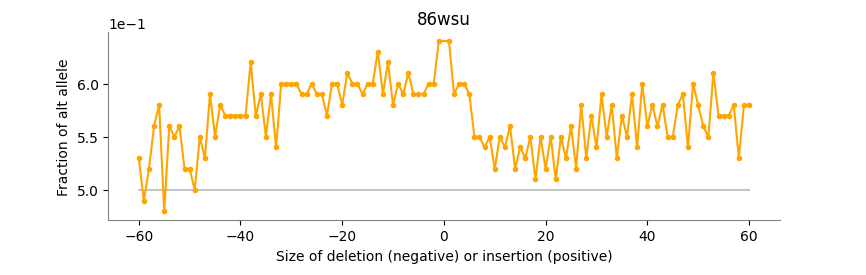 86wsu
1e−1
Fraction of alt allele
6.0
5.5
5.0
−60
−40
−20
0
20
40
60
Size of deletion (negative) or insertion (positive)